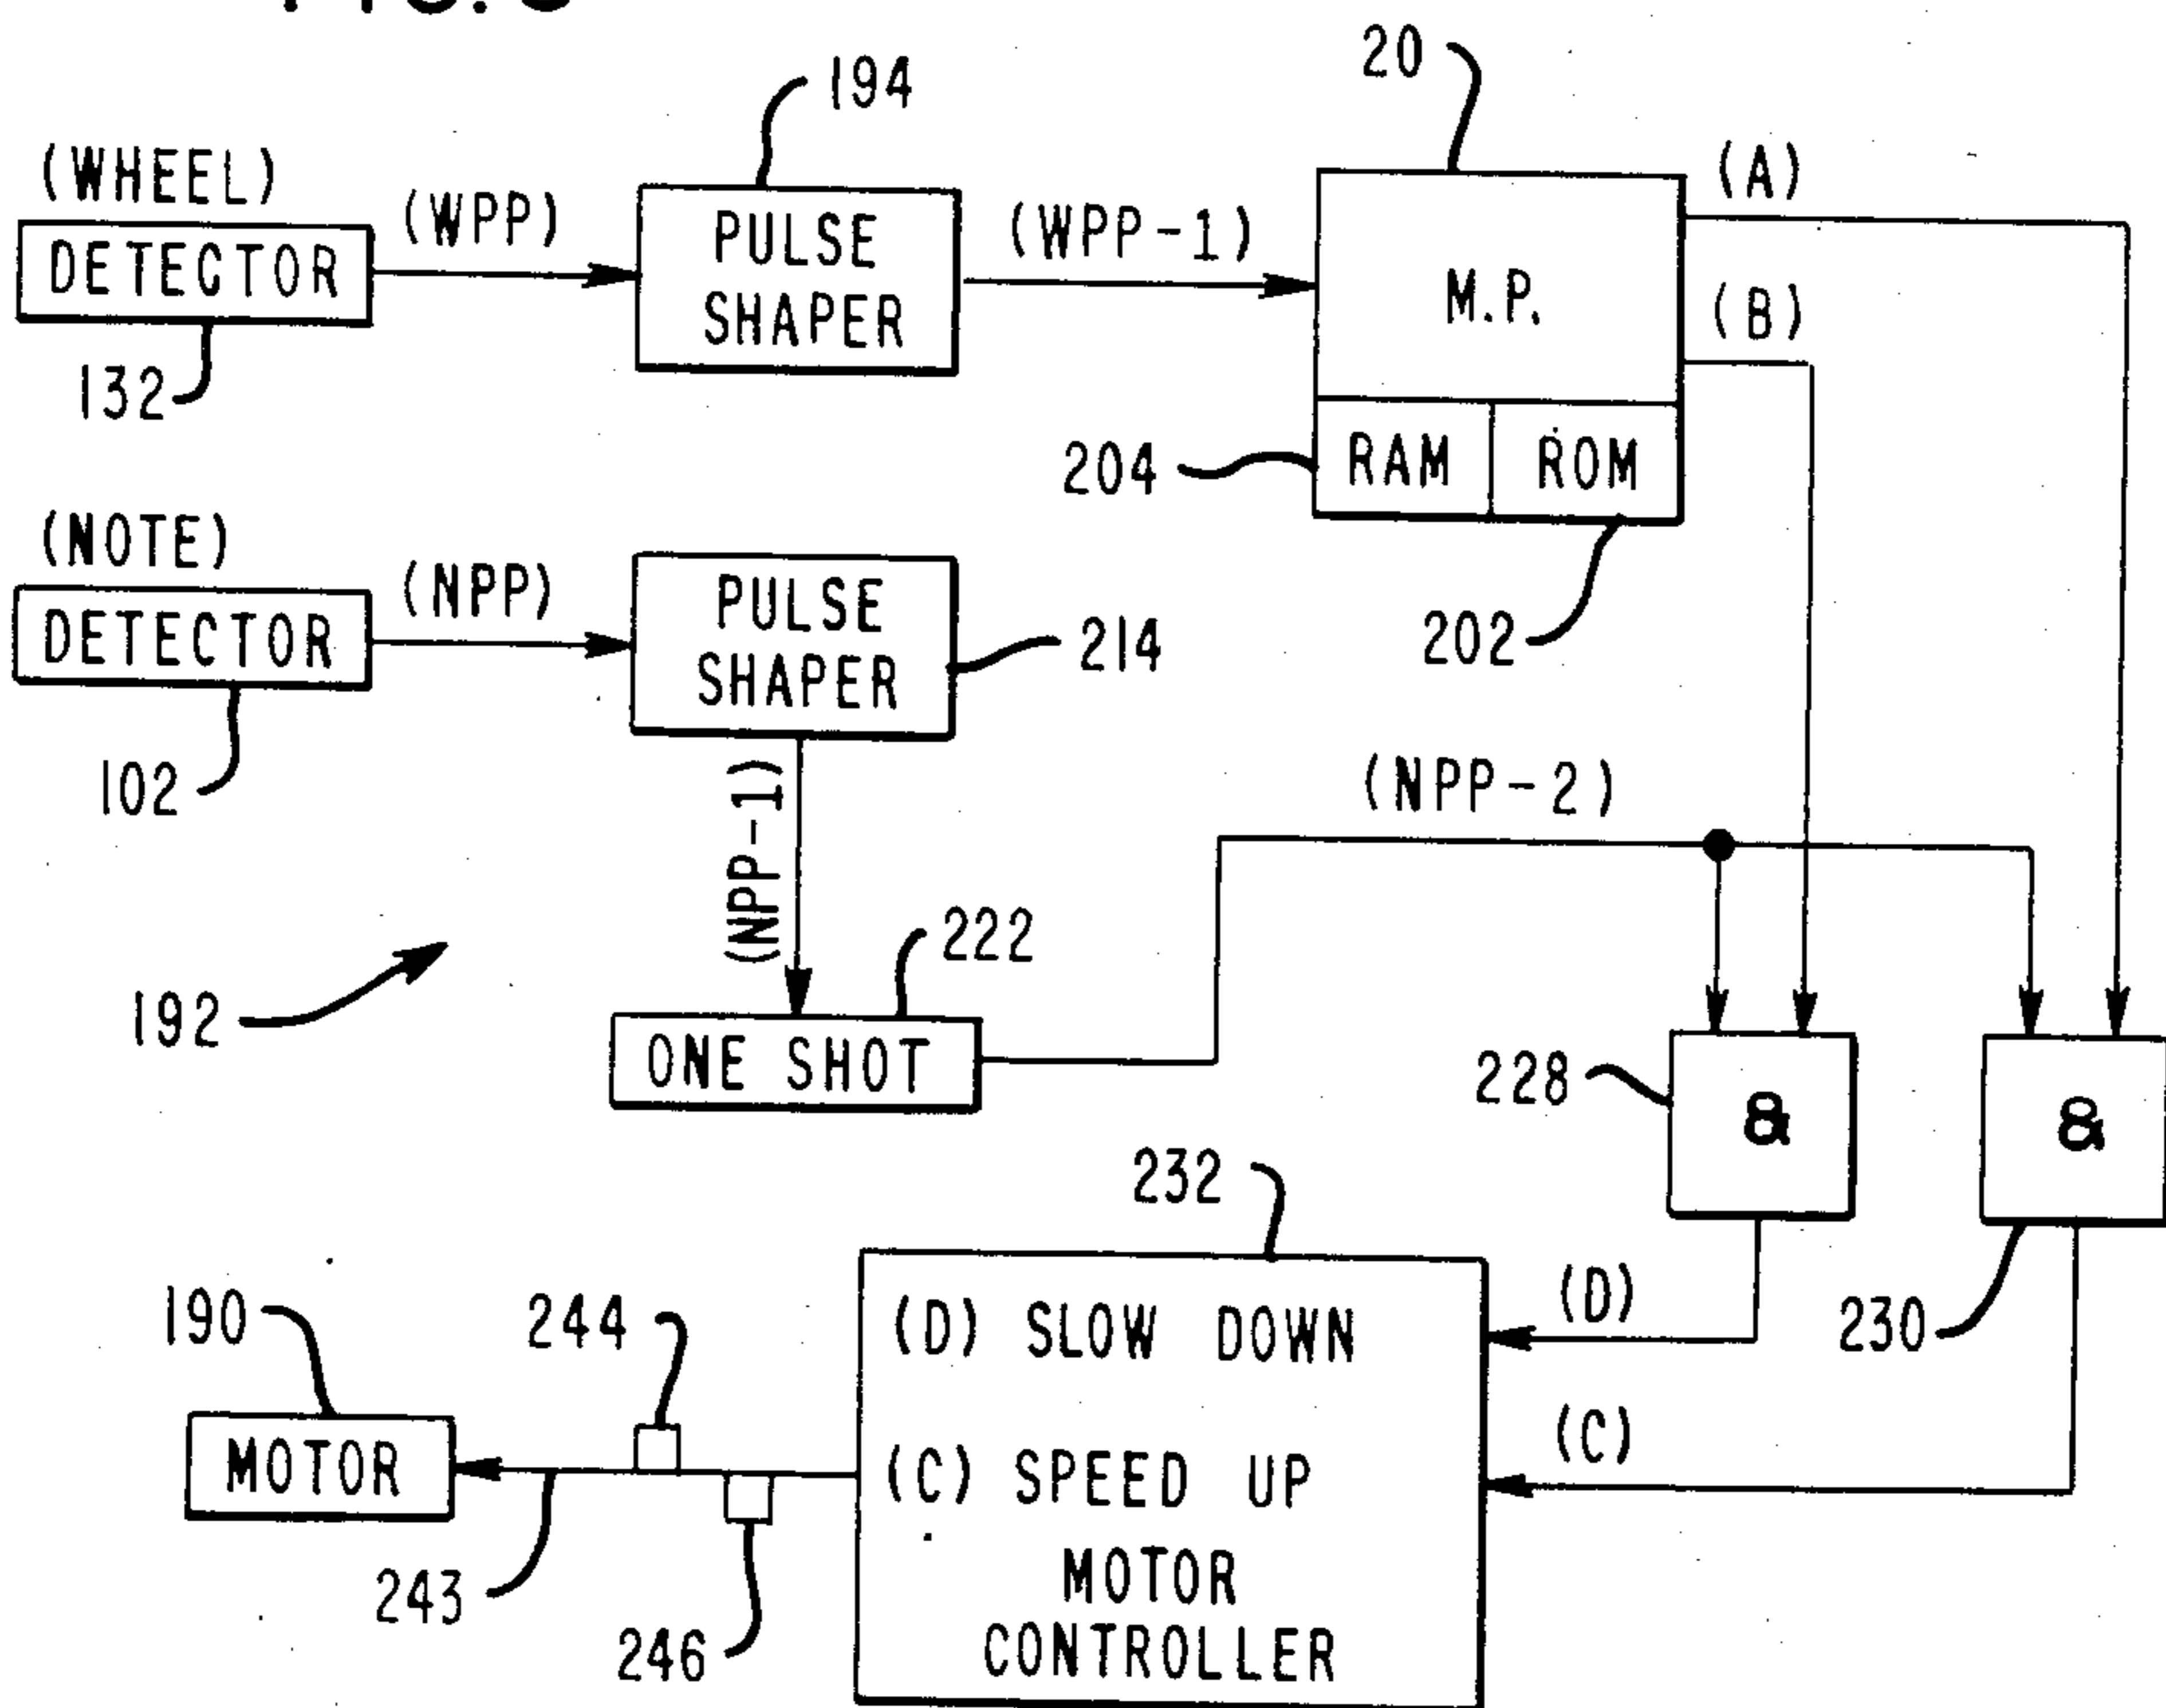 194
20
(WHEEL)
DETECTOR
(WPP)
PULSE
SHAPER
(WPP-1)
M.P.
(A)
(B)
132
204
RAM
ROM
(NOTE)
DETECTOR
(NPP)
PULSE
SHAPER
214
202
102
(NPP-1)
(NPP-2)
192
222
ONE SHOT
228
&
&
232
230
190
244
(D) SLOW DOWN
(D)
MOTOR
(C) SPEED UP
(C)
243
246
MOTOR
CONTROLLER